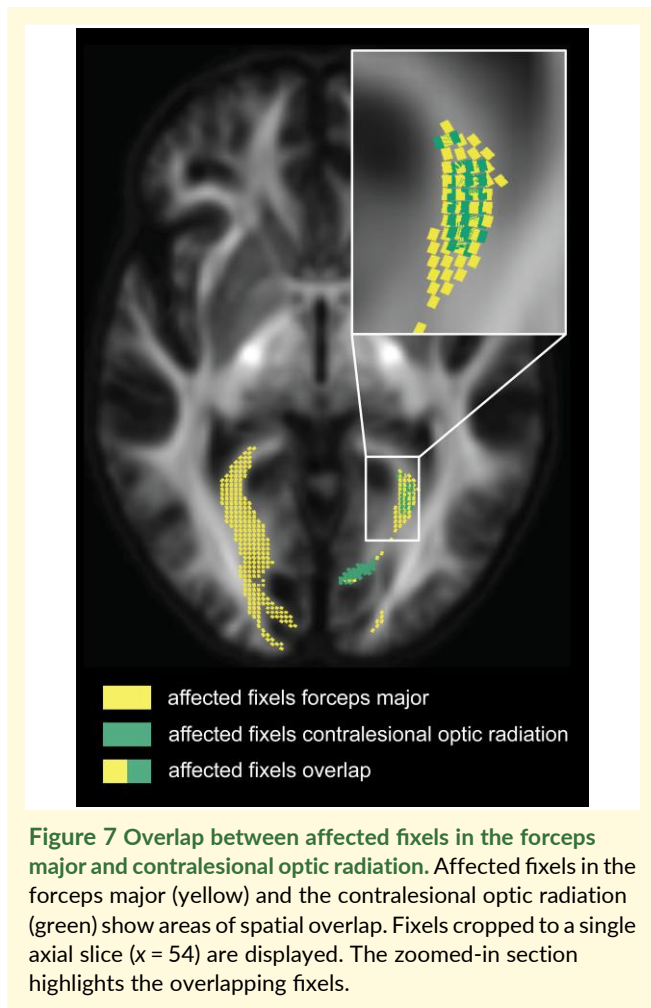 affected fixels forceps major
affected fixels contralesional optic radiation
affected fixels overlap
Figure 7 Overlap between affected fixels in the forceps
major and contralesional optic radiation. Affected fixels in the
forceps major (yellow) and the contralesional optic radiation
(green) show areas of spatial overlap. Fixels cropped to a single
axial slice (x = 54) are displayed. The zoomed-in section
highlights the overlapping fixels.